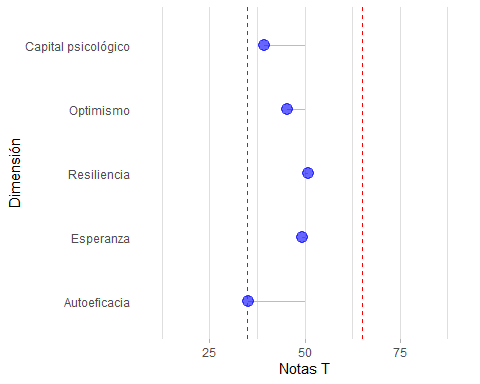 Capital psicológico
Optimismo
Resiliencia
Esperanza
Autoeficacia
Dimensión
25
50
75
Notas T